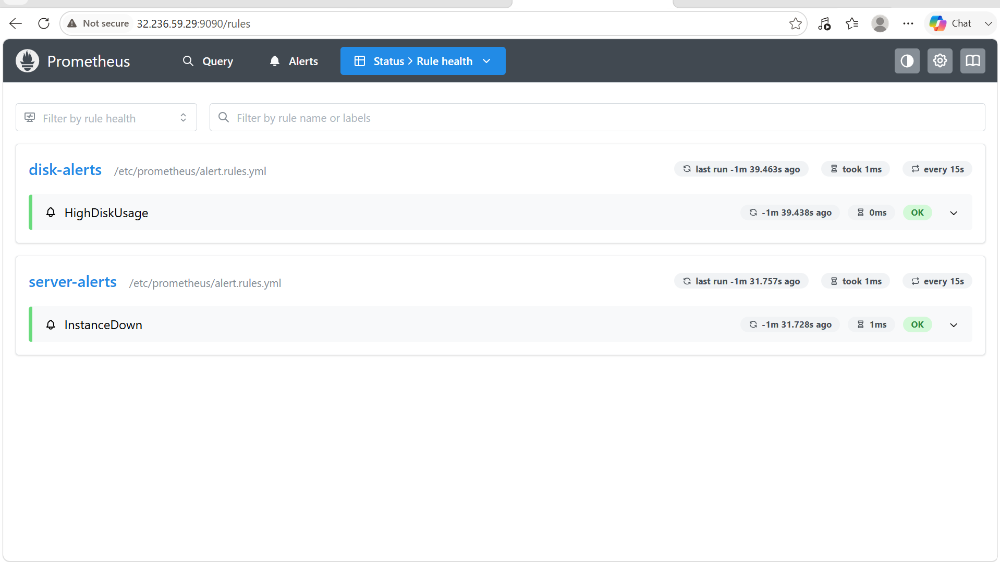 Not secure 32.236.59.29:9090/rules Chat
Prometheus Query Alerts Status > Rule health
Filter by rule health Filter by rule name or labels
disk-alerts /etc/prometheus/alert.rules.yml last run -1m 39.463s ago took 1ms every 15s
HighDiskUsage -1m 39.438s ago 0ms OK
server-alerts /etc/prometheus/alert.rules.yml last run -1m 31.757s ago took 1ms every 15s
InstanceDown -1m 31.728s ago 1ms OK